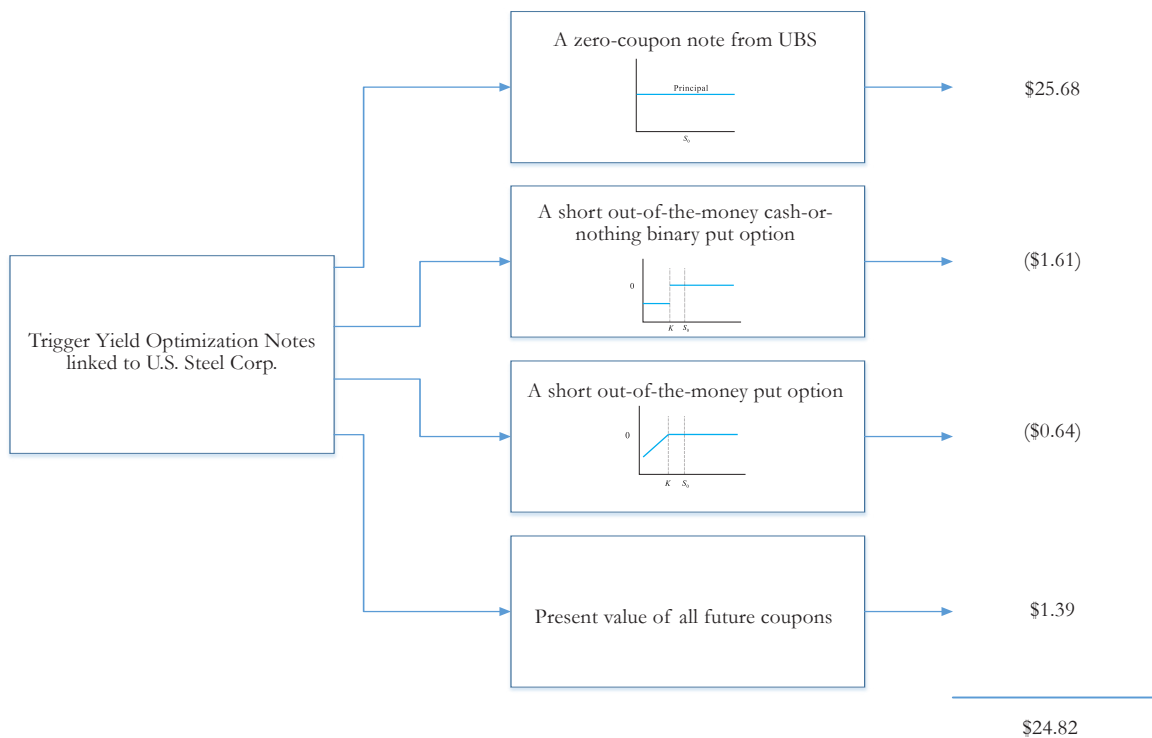 A zero-coupon note from UBS
Principal
S0
$25.68
A short out-of-the-money cash-or-
nothing binary put option
0
K S0
($1.61)
Trigger Yield Optimization Notes
linked to U.S. Steel Corp.
A short out-of-the-money put option
0
K S0
($0.64)
Present value of all future coupons
$1.39
$24.82